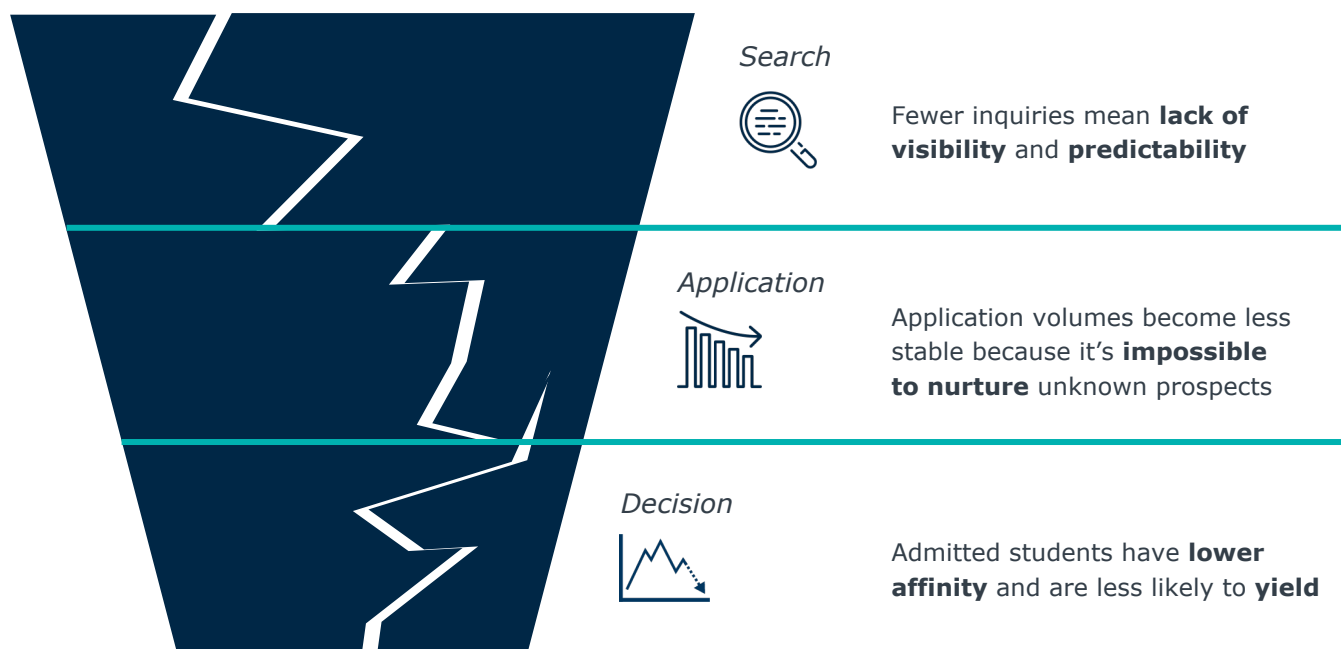 Search
Fewer inquiries mean lack of
visibility and predictability
Application
Application volumes become less
stable because it’s impossible
to nurture unknown prospects
Decision
Admitted students have lower
affinity and are less likely to yield